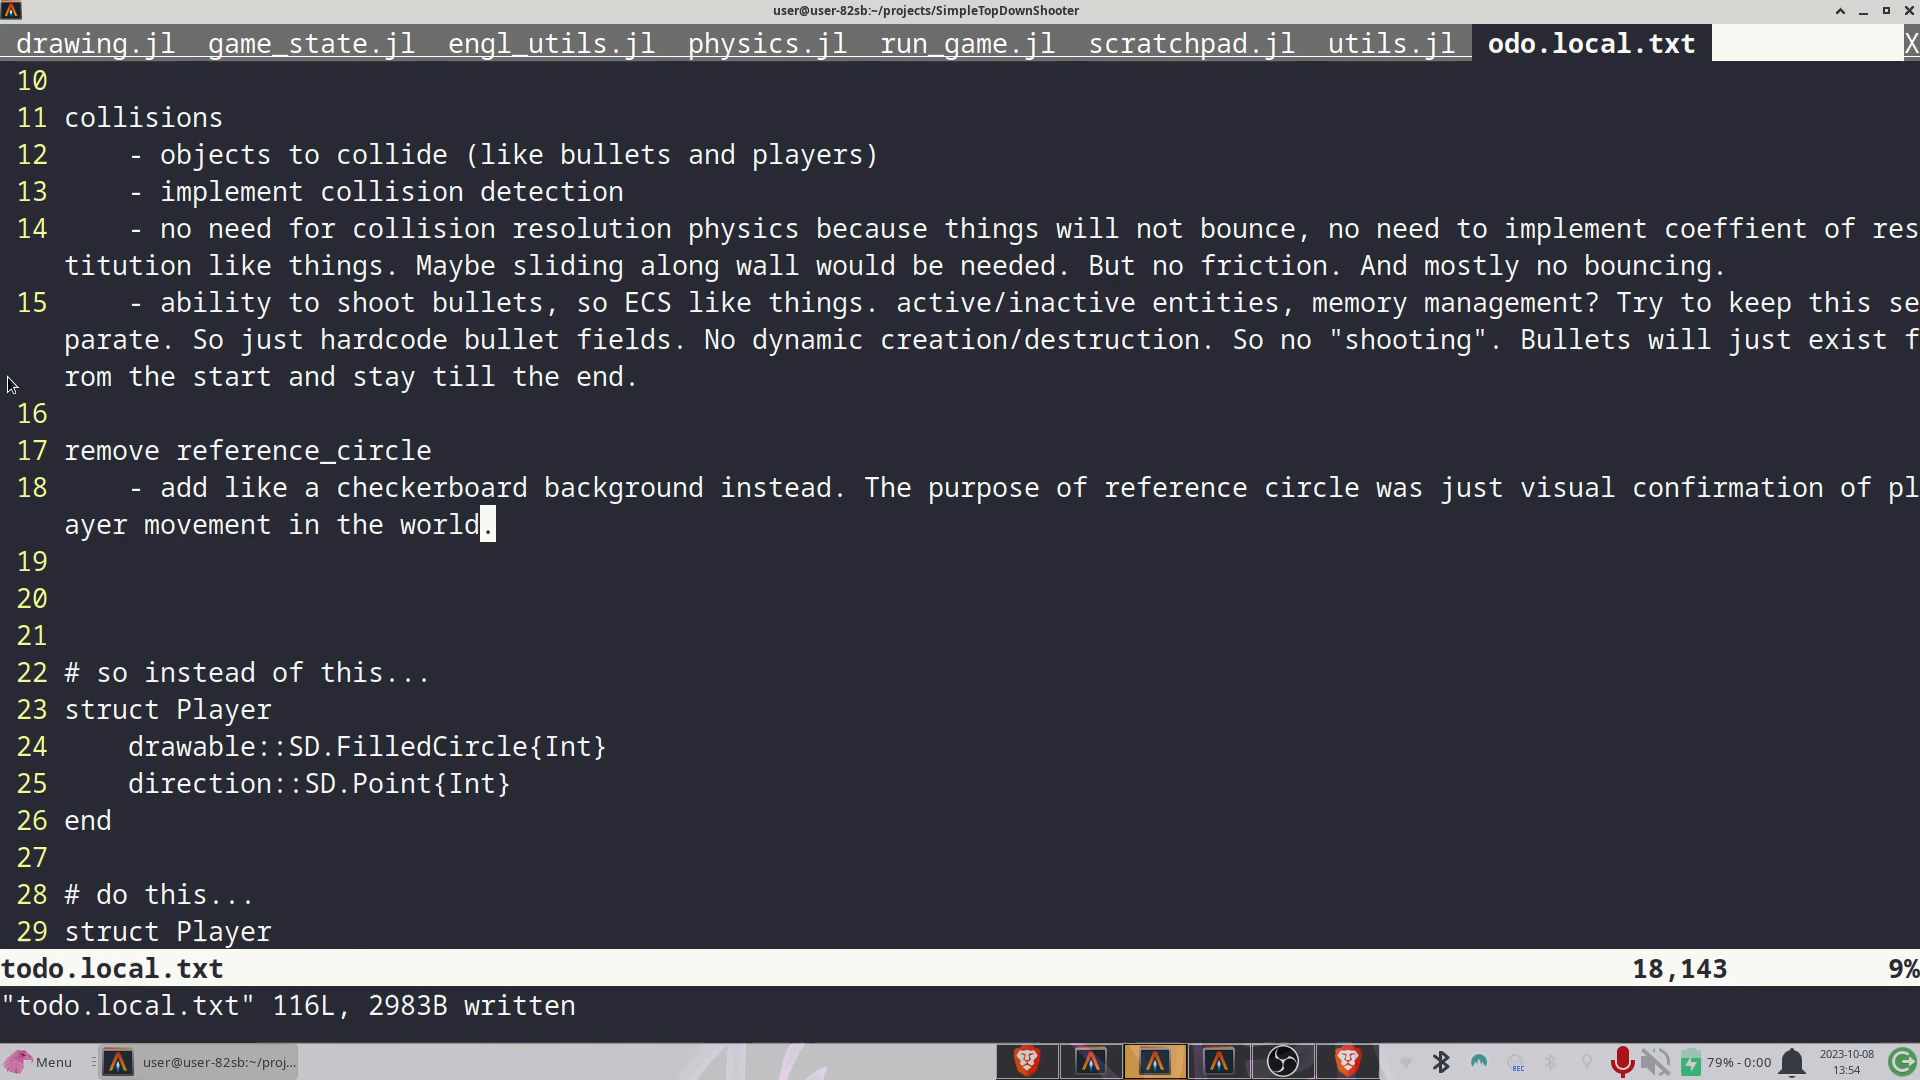 user@user-82sb:~/projects/SimpleTopDownShooter
drawing.jl game_state.jl engl_utils.jl physics.jl run_game.jl scratchpad.jl utils.jl odo.local.txt X
10
11 collisions
12     - objects to collide (like bullets and players)
13     - implement collision detection
14     - no need for collision resolution physics because things will not bounce, no need to implement coeffient of res
titution like things. Maybe sliding along wall would be needed. But no friction. And mostly no bouncing.
15     - ability to shoot bullets, so ECS like things. active/inactive entities, memory management? Try to keep this se
parate. So just hardcode bullet fields. No dynamic creation/destruction. So no "shooting". Bullets will just exist f
rom the start and stay till the end.
16
17 remove reference_circle
18     - add like a checkerboard background instead. The purpose of reference circle was just visual confirmation of pl
ayer movement in the world.
19
20
21
22 # so instead of this...
23 struct Player
24     drawable::SD.FilledCircle{Int}
25     direction::SD.Point{Int}
26 end
27
28 # do this...
29 struct Player
todo.local.txt 18,143 9%
"todo.local.txt" 116L, 2983B written
Menu user@user-82sb:~/proj... REC 79% - 0:00 2023-10-08
13:54